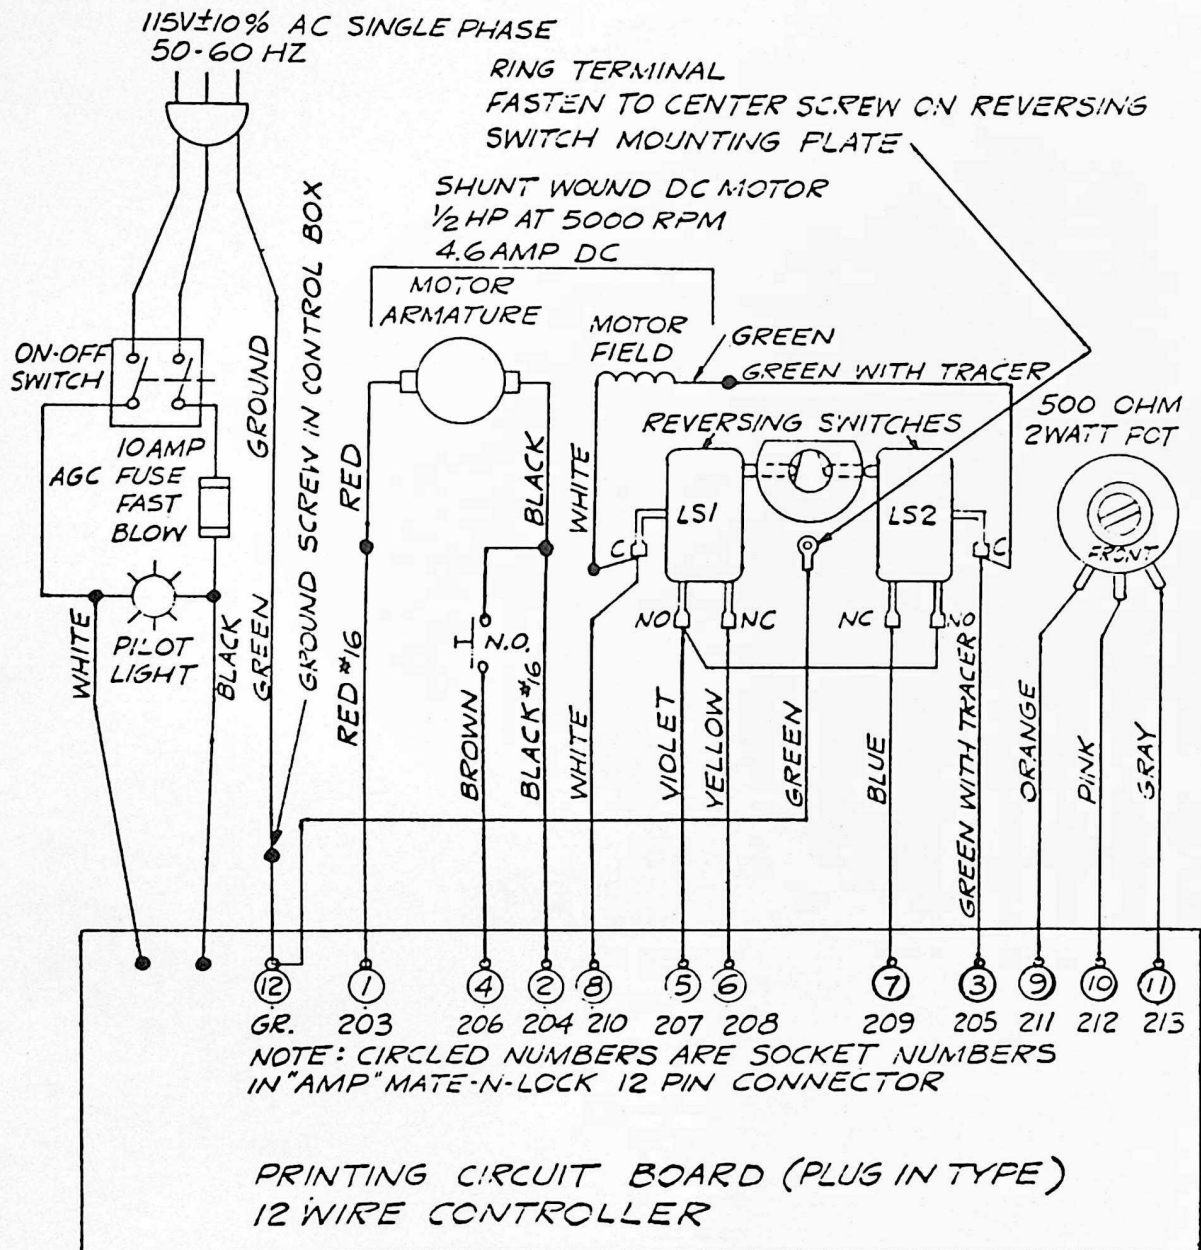 115V±10% AC SINGLE PHASE
50-60 HZ
RING TERMINAL
FASTEN TO CENTER SCREW ON REVERSING
SWITCH MOUNTING PLATE
SHUNT WOUND DC MOTOR
1/2 HP AT 5000 RPM
4.6 AMP DC
MOTOR
ARMATURE
MOTOR
FIELD
GREEN
GREEN WITH TRACER
ON-OFF
SWITCH
GROUND
GROUND SCREW IN CONTROL BOX
REVERSING SWITCHES
500 OHM
2 WATT POT
10 AMP
AGC FUSE
FAST
BLOW
RED
BLACK
WHITE
LS1
LS2
C
C
FRONT
NO
NC
NC
NO
N.O.
PILOT
LIGHT
WHITE
BLACK
GREEN
RED #16
BROWN
BLACK #16
WHITE
VIOLET
YELLOW
GREEN
BLUE
GREEN WITH TRACER
ORANGE
PINK
GRAY
12 1 4 2 8 5 6 7 3 9 10 11
GR. 203 206 204 210 207 208 209 205 211 212 213
NOTE: CIRCLED NUMBERS ARE SOCKET NUMBERS
IN "AMP" MATE-N-LOCK 12 PIN CONNECTOR
PRINTING CIRCUIT BOARD (PLUG IN TYPE)
12 WIRE CONTROLLER